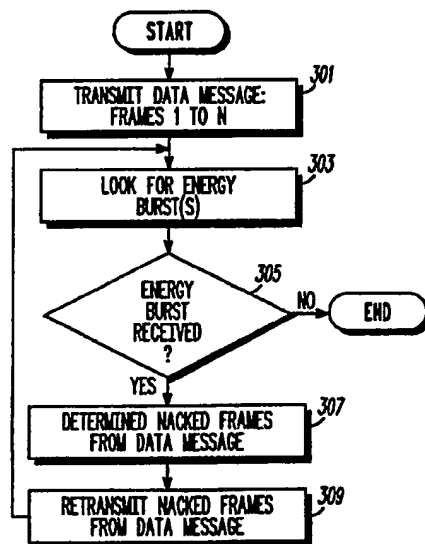 START
301
TRANSMIT DATA MESSAGE:
FRAMES 1 TO N
303
LOOK FOR ENERGY
BURST(S)
305
ENERGY
BURST
RECEIVED
?
NO
END
YES
307
DETERMINED NACKED FRAMES
FROM DATA MESSAGE
309
RETRANSMIT NACKED FRAMES
FROM DATA MESSAGE